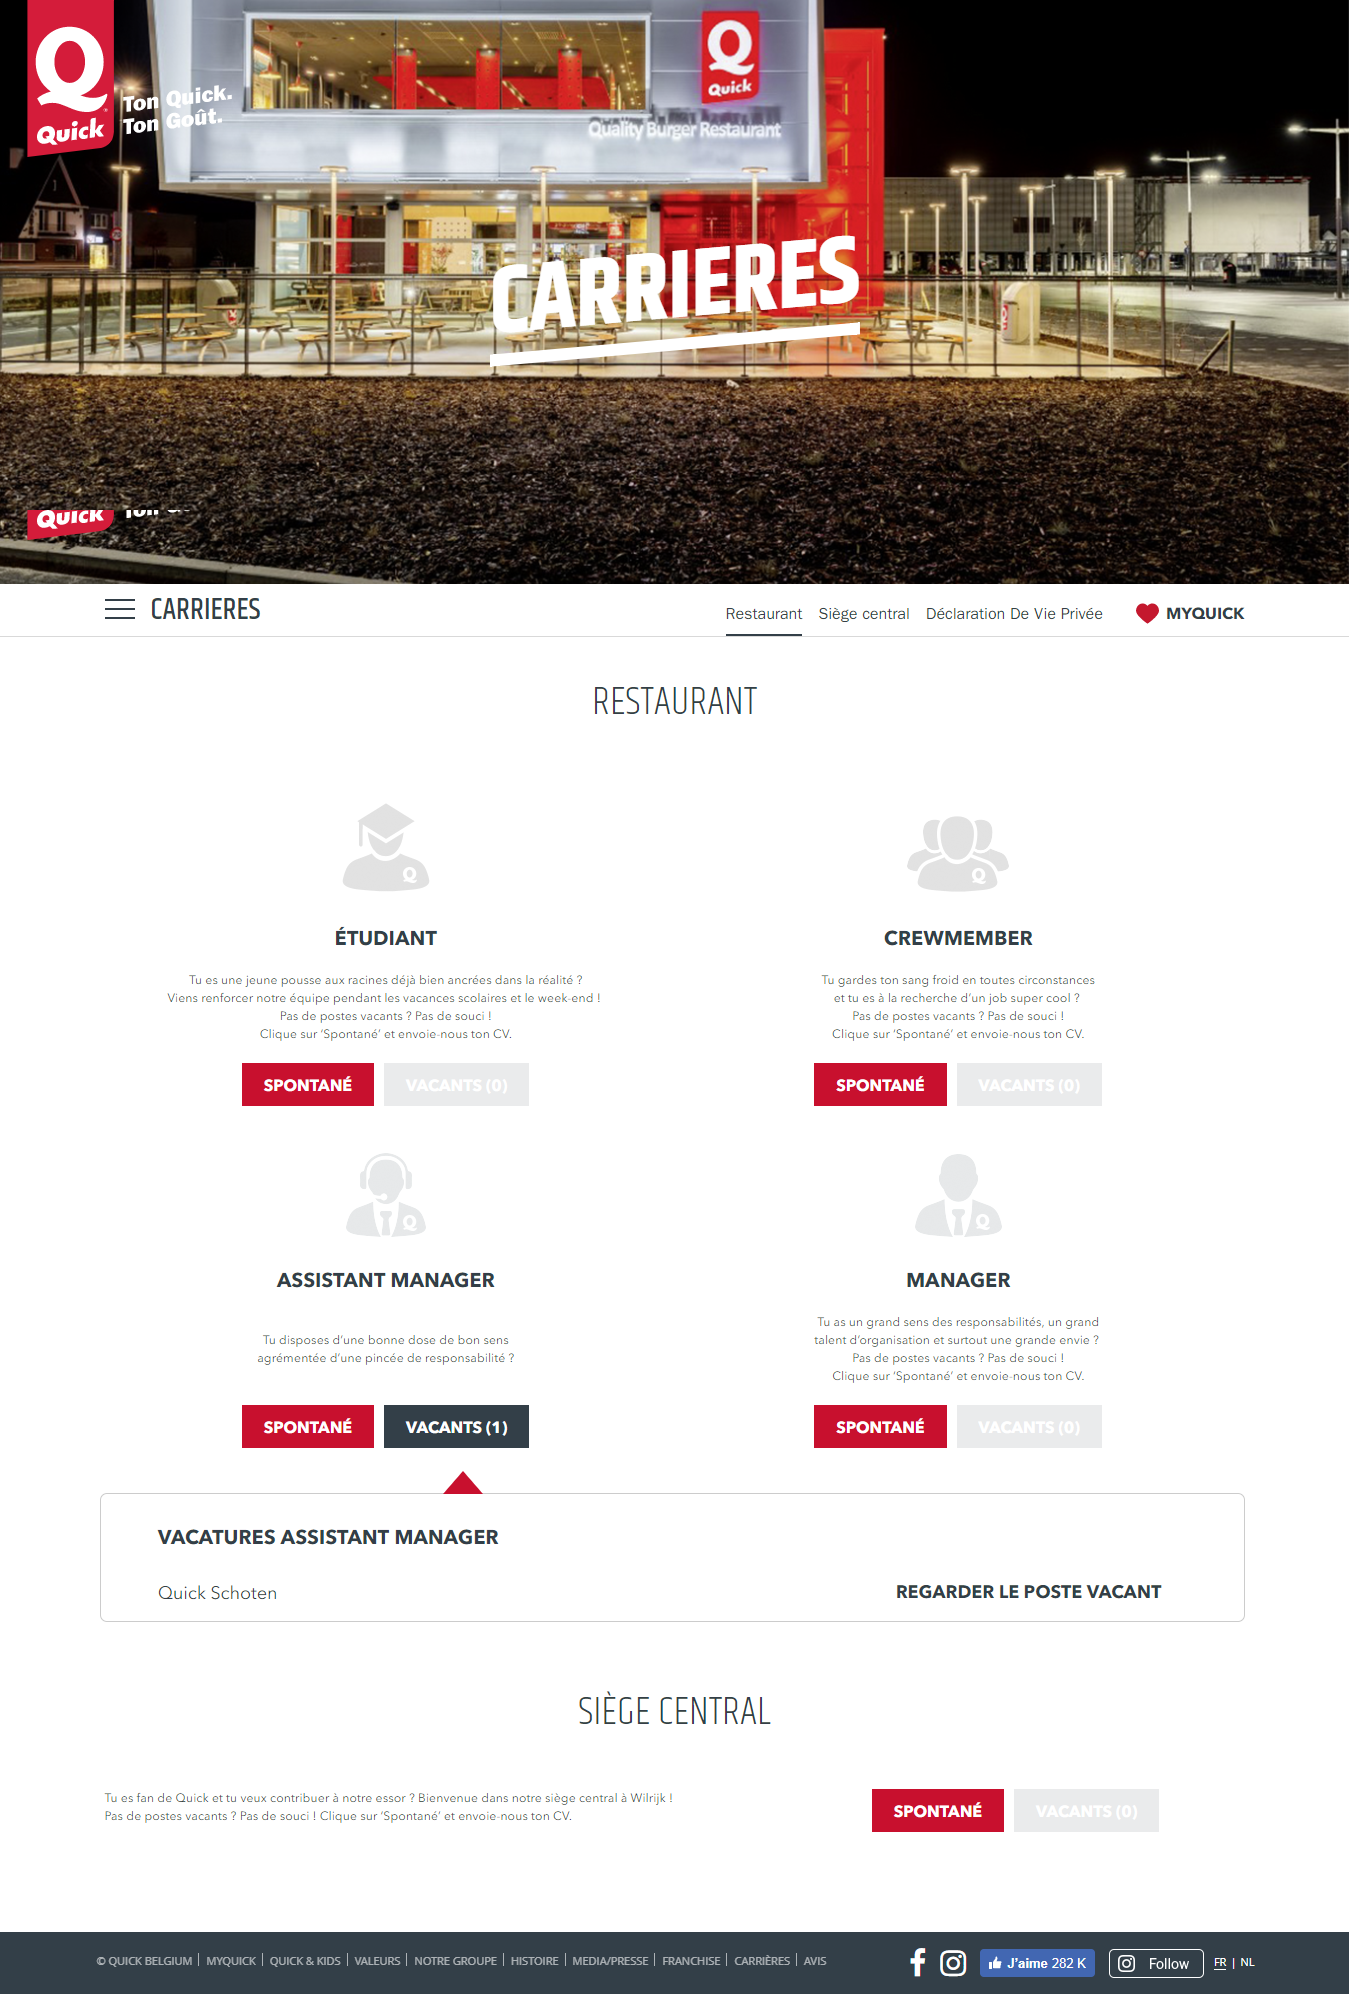 Q
Quick
Ton Quick.
Ton Goût.
Q
Quick
Quality Burger Restaurant
CARRIERES
Quick
CARRIERES
Restaurant
Siège central
Déclaration De Vie Privée
MYQUICK
RESTAURANT
Q
Q
ÉTUDIANT
Tu es une jeune pousse aux racines déjà bien ancrées dans la réalité ?
Viens renforcer notre équipe pendant les vacances scolaires et le week-end !
Pas de postes vacants ? Pas de souci !
Clique sur ‘Spontané’ et envoie-nous ton CV.
SPONTANÉ
VACANTS (0)
CREWMEMBER
Tu gardes ton sang froid en toutes circonstances
et tu es à la recherche d’un job super cool ?
Pas de postes vacants ? Pas de souci !
Clique sur ‘Spontané’ et envoie-nous ton CV.
SPONTANÉ
VACANTS (0)
Q
Q
ASSISTANT MANAGER
Tu disposes d’une bonne dose de bon sens
agrémentée d’une pincée de responsabilité ?
SPONTANÉ
VACANTS (1)
MANAGER
Tu as un grand sens des responsabilités, un grand
talent d’organisation et surtout une grande envie ?
Pas de postes vacants ? Pas de souci !
Clique sur ‘Spontané’ et envoie-nous ton CV.
SPONTANÉ
VACANTS (0)
VACATURES ASSISTANT MANAGER
Quick Schoten
REGARDER LE POSTE VACANT
SIÈGE CENTRAL
Tu es fan de Quick et tu veux contribuer à notre essor ? Bienvenue dans notre siège central à Wilrijk !
Pas de postes vacants ? Pas de souci ! Clique sur ‘Spontané’ et envoie-nous ton CV.
SPONTANÉ
VACANTS (0)
© QUICK BELGIUM | MYQUICK | QUICK & KIDS | VALEURS | NOTRE GROUPE | HISTOIRE | MEDIA/PRESSE | FRANCHISE | CARRIÈRES | AVIS
J’aime 282 K
Follow
FR | NL